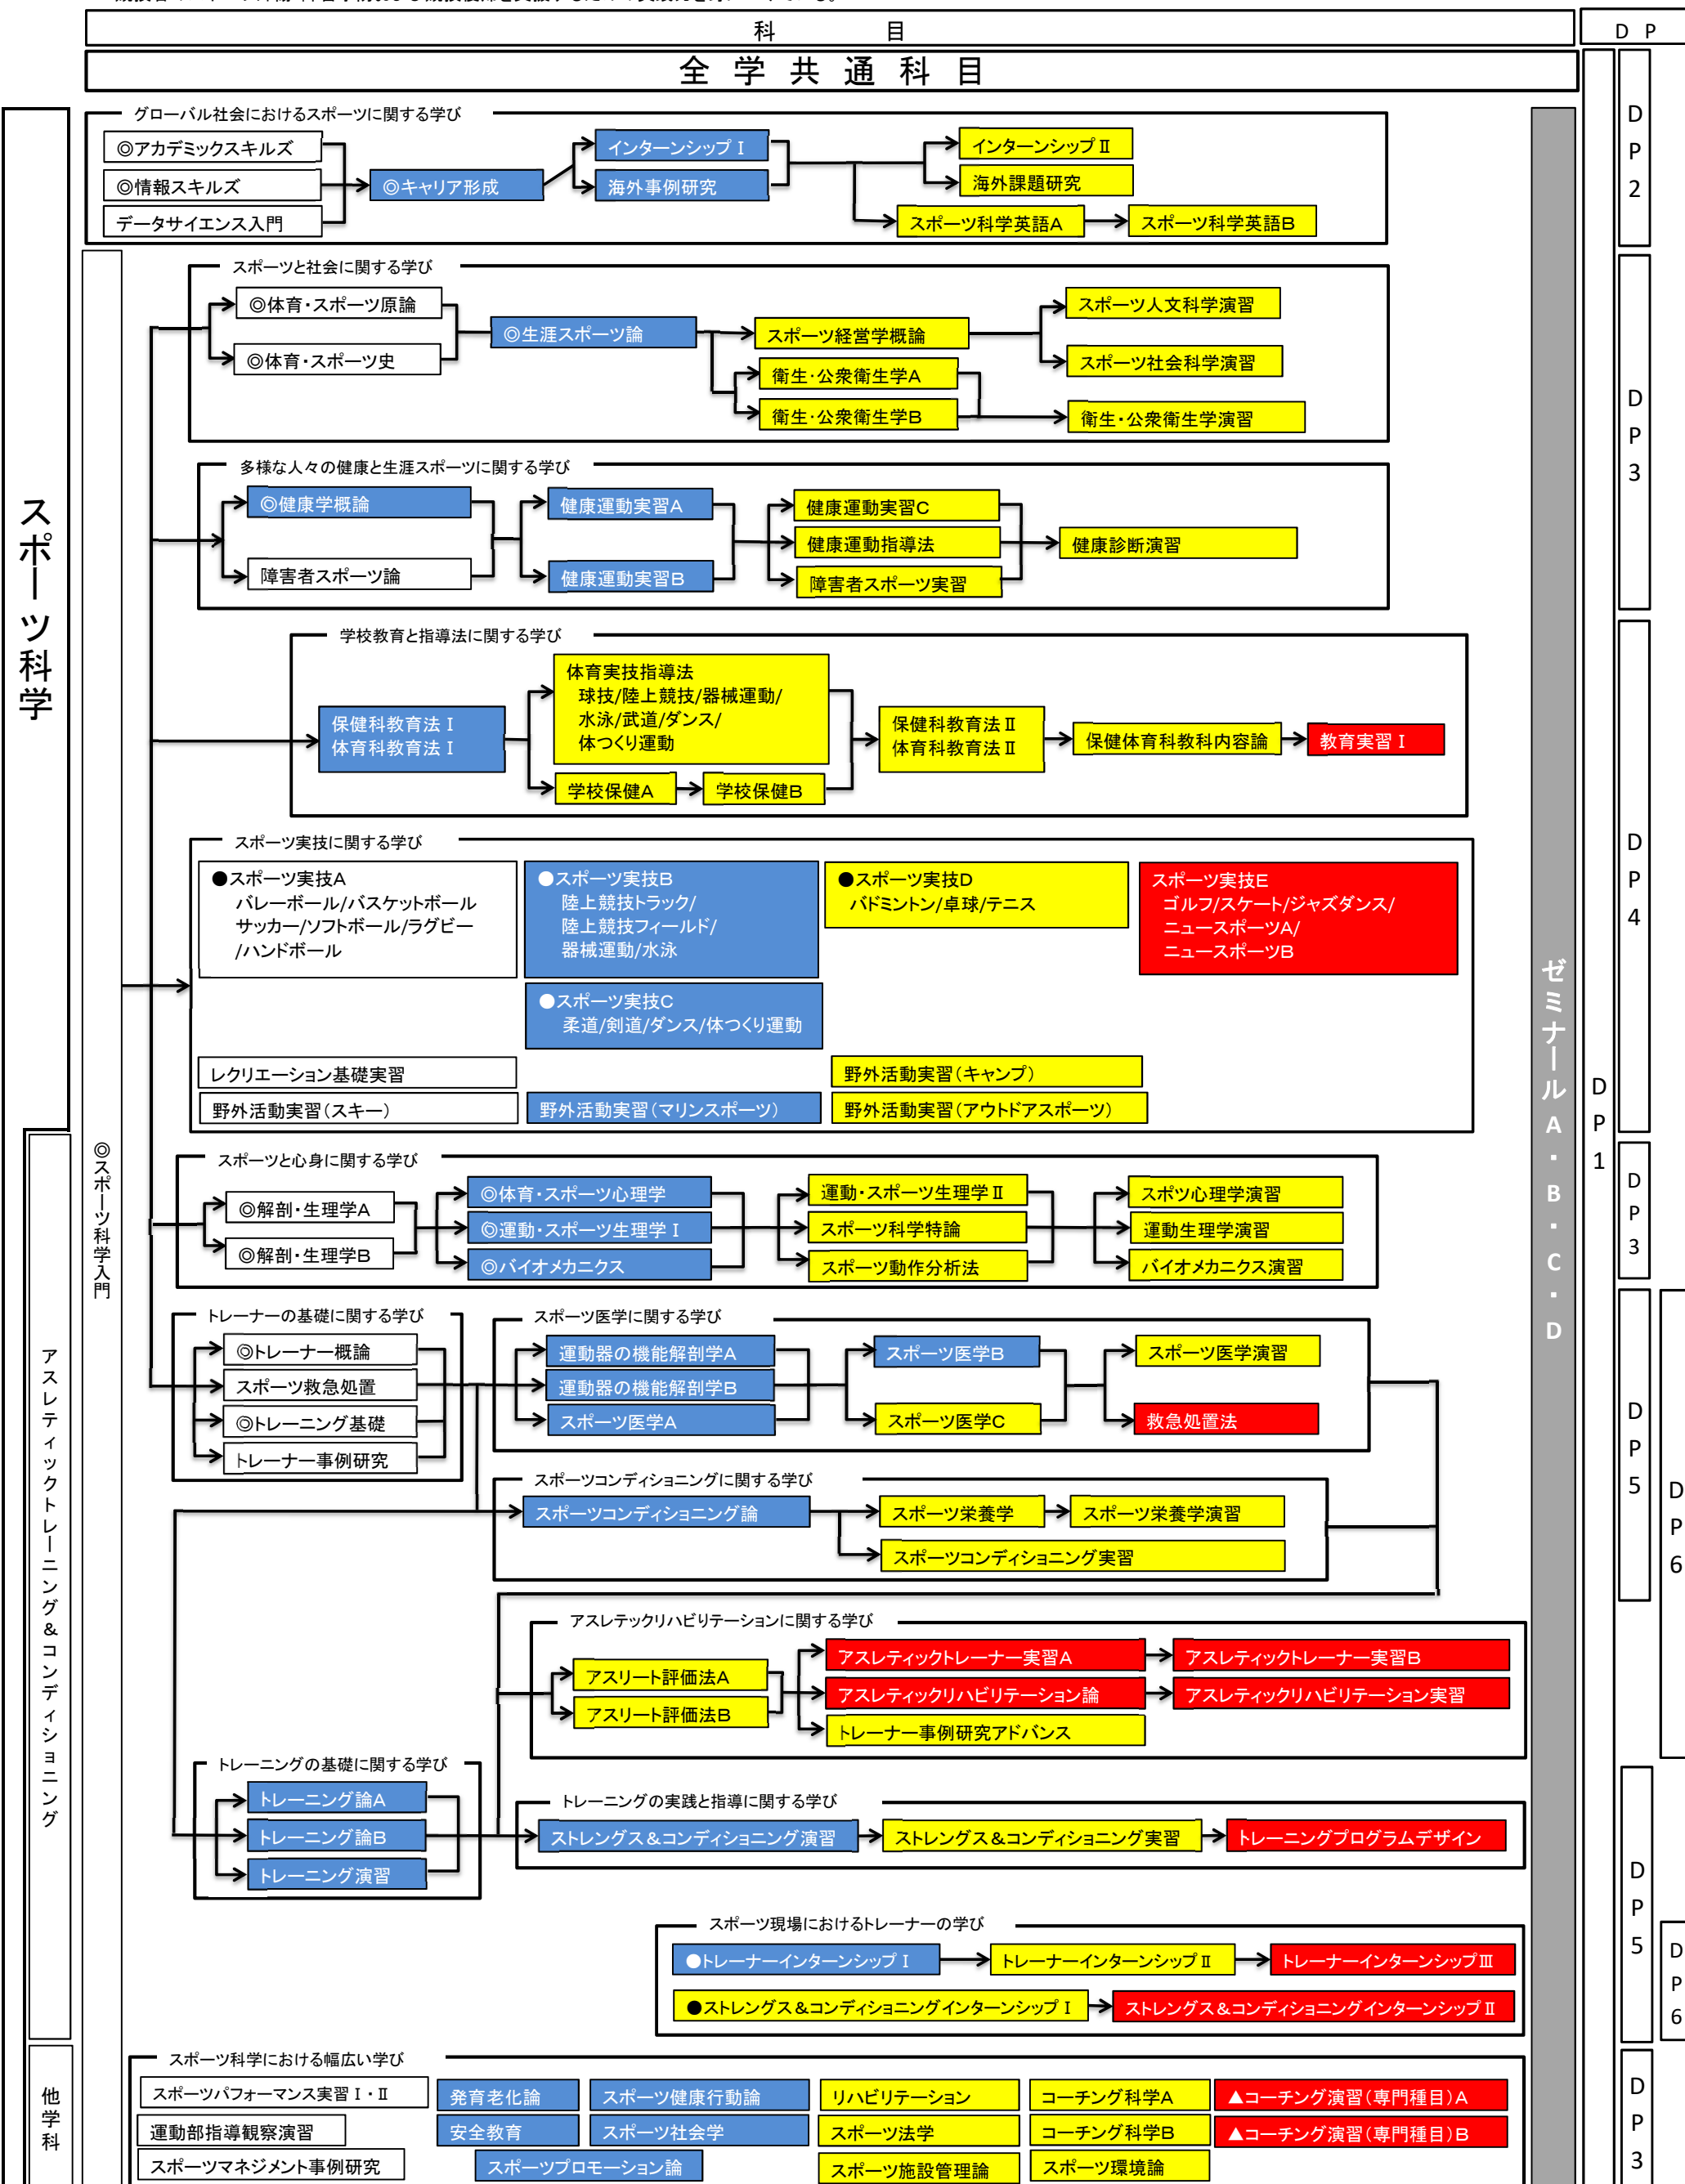 科　　目
D P
全 学 共 通 科 目
DP1
DP2
スポーツ科学
グローバル社会におけるスポーツに関する学び
◎アカデミックスキルズ
◎情報スキルズ
データサイエンス入門
◎キャリア形成
インターンシップⅠ
海外事例研究
インターンシップⅡ
海外課題研究
スポーツ科学英語A
スポーツ科学英語B
ゼミナールA・B・C・D
◎スポーツ科学入門
スポーツと社会に関する学び
◎体育・スポーツ原論
◎体育・スポーツ史
◎生涯スポーツ論
スポーツ経営学概論
衛生・公衆衛生学A
衛生・公衆衛生学B
スポーツ人文科学演習
スポーツ社会科学演習
衛生・公衆衛生学演習
DP3
多様な人々の健康と生涯スポーツに関する学び
◎健康学概論
障害者スポーツ論
健康運動実習A
健康運動実習B
健康運動実習C
健康運動指導法
障害者スポーツ実習
健康診断演習
学校教育と指導法に関する学び
保健科教育法Ⅰ
体育科教育法Ⅰ
体育実技指導法
球技/陸上競技/器械運動/
水泳/武道/ダンス/
体つくり運動
学校保健A
学校保健B
保健科教育法Ⅱ
体育科教育法Ⅱ
保健体育科教科内容論
教育実習Ⅰ
DP4
スポーツ実技に関する学び
●スポーツ実技A
バレーボール/バスケットボール
サッカー/ソフトボール/ラグビー
/ハンドボール
●スポーツ実技B
陸上競技トラック/
陸上競技フィールド/
器械運動/水泳
●スポーツ実技C
柔道/剣道/ダンス/体つくり運動
●スポーツ実技D
バドミントン/卓球/テニス
スポーツ実技E
ゴルフ/スケート/ジャズダンス/
ニュースポーツA/
ニュースポーツB
レクリエーション基礎実習
野外活動実習(キャンプ)
野外活動実習(スキー)
野外活動実習(マリンスポーツ)
野外活動実習(アウトドアスポーツ)
アスレティックトレーニング&コンディショニング
スポーツと心身に関する学び
◎解剖・生理学A
◎解剖・生理学B
◎体育・スポーツ心理学
◎運動・スポーツ生理学Ⅰ
◎バイオメカニクス
運動・スポーツ生理学Ⅱ
スポーツ科学特論
スポーツ動作分析法
スポツ心理学演習
運動生理学演習
バイオメカニクス演習
DP3
トレーナーの基礎に関する学び
◎トレーナー概論
スポーツ救急処置
◎トレーニング基礎
トレーナー事例研究
スポーツ医学に関する学び
運動器の機能解剖学A
運動器の機能解剖学B
スポーツ医学A
スポーツ医学B
スポーツ医学C
スポーツ医学演習
救急処置法
DP5
DP6
スポーツコンディショニングに関する学び
スポーツコンディショニング論
スポーツ栄養学
スポーツ栄養学演習
スポーツコンディショニング実習
アスレテックリハビリテーションに関する学び
アスリート評価法A
アスリート評価法B
アスレティックトレーナー実習A
アスレティックリハビリテーション論
トレーナー事例研究アドバンス
アスレティックトレーナー実習B
アスレティックリハビリテーション実習
トレーニングの基礎に関する学び
トレーニング論A
トレーニング論B
トレーニング演習
トレーニングの実践と指導に関する学び
ストレングス&コンディショニング演習
ストレングス&コンディショニング実習
トレーニングプログラムデザイン
DP5
DP6
スポーツ現場におけるトレーナーの学び
●トレーナーインターンシップⅠ
トレーナーインターンシップⅡ
トレーナーインターンシップⅢ
●ストレングス&コンディショニングインターンシップⅠ
ストレングス&コンディショニングインターンシップⅡ
他学科
スポーツ科学における幅広い学び
スポーツパフォーマンス実習Ⅰ・Ⅱ
運動部指導観察演習
スポーツマネジメント事例研究
発育老化論
安全教育
スポーツ健康行動論
スポーツ社会学
スポーツプロモーション論
リハビリテーション
スポーツ法学
スポーツ施設管理論
コーチング科学A
コーチング科学B
スポーツ環境論
▲コーチング演習(専門種目)A
▲コーチング演習(専門種目)B
DP3